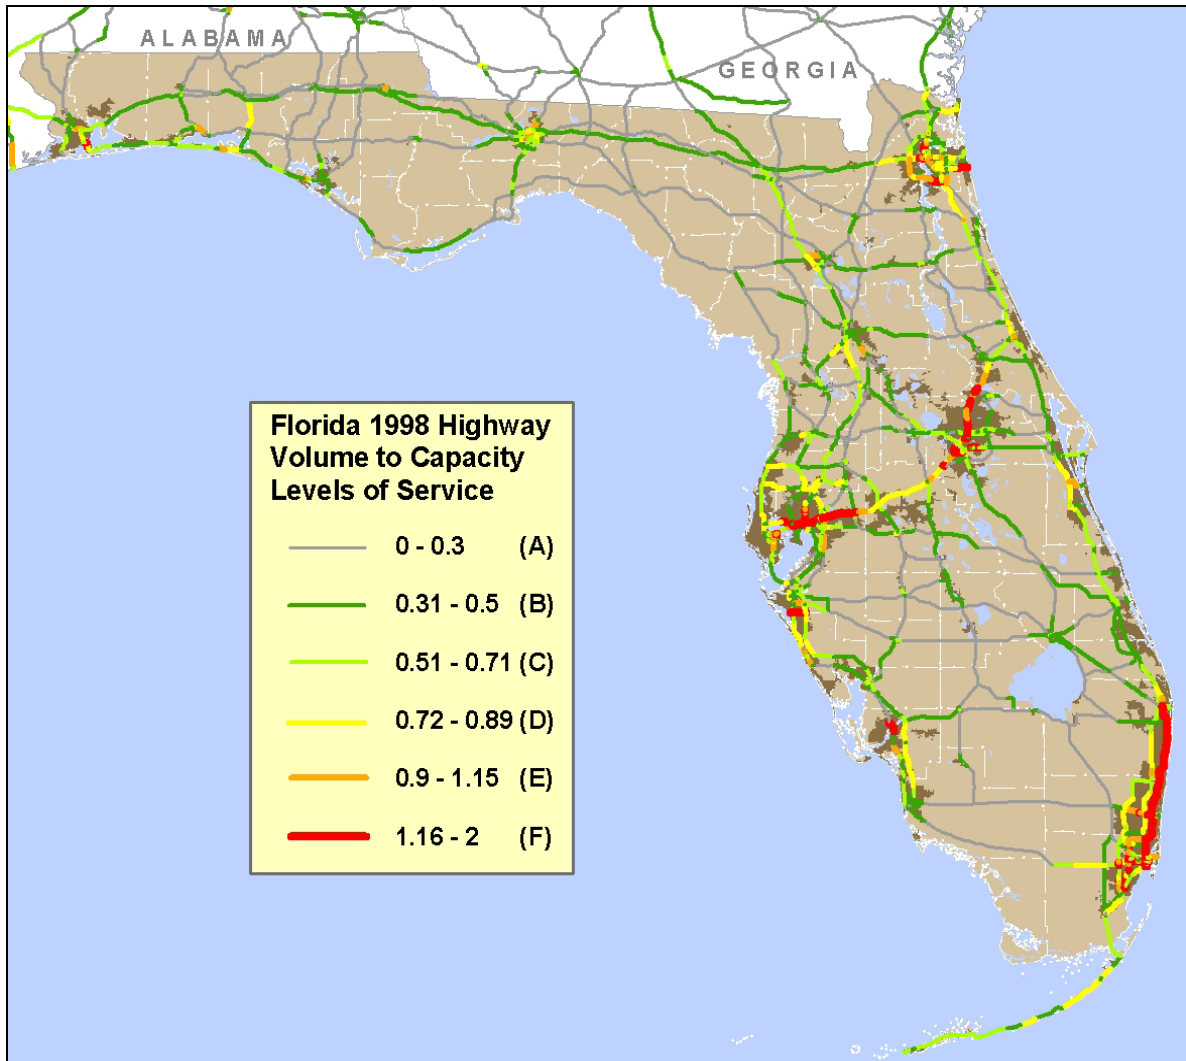 ALABAMA
GEORGIA
Florida 1998 Highway
Volume to Capacity
Levels of Service
0 - 0.3 (A)
0.31 - 0.5 (B)
0.51 - 0.71 (C)
0.72 - 0.89 (D)
0.9 - 1.15 (E)
1.16 - 2 (F)